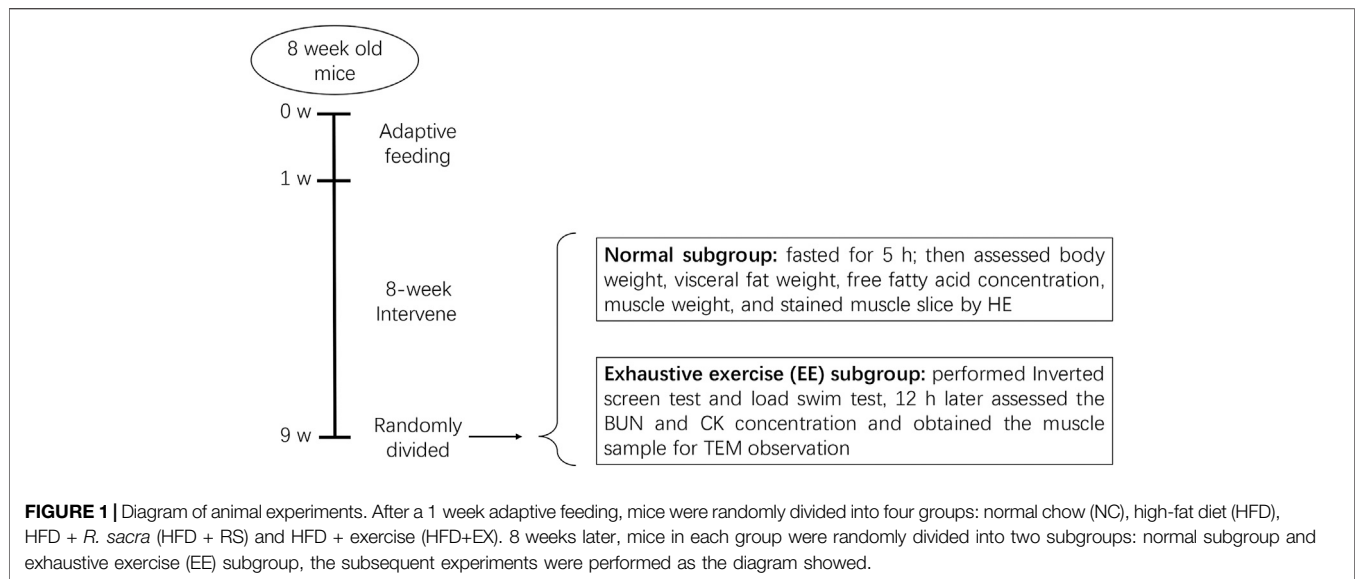 8 week old
mice
0 w
Adaptive
feeding
1 w
8-week
Intervene
Normal subgroup: fasted for 5 h; then assessed body
weight, visceral fat weight, free fatty acid concentration,
muscle weight, and stained muscle slice by HE
Exhaustive exercise (EE) subgroup: performed Inverted
screen test and load swim test, 12 h later assessed the
BUN and CK concentration and obtained the muscle
sample for TEM observation
9 w
Randomly
divided
FIGURE 1 | Diagram of animal experiments. After a 1 week adaptive feeding, mice were randomly divided into four groups: normal chow (NC), high-fat diet (HFD),
HFD + R. sacra (HFD + RS) and HFD + exercise (HFD+EX). 8 weeks later, mice in each group were randomly divided into two subgroups: normal subgroup and
exhaustive exercise (EE) subgroup, the subsequent experiments were performed as the diagram showed.